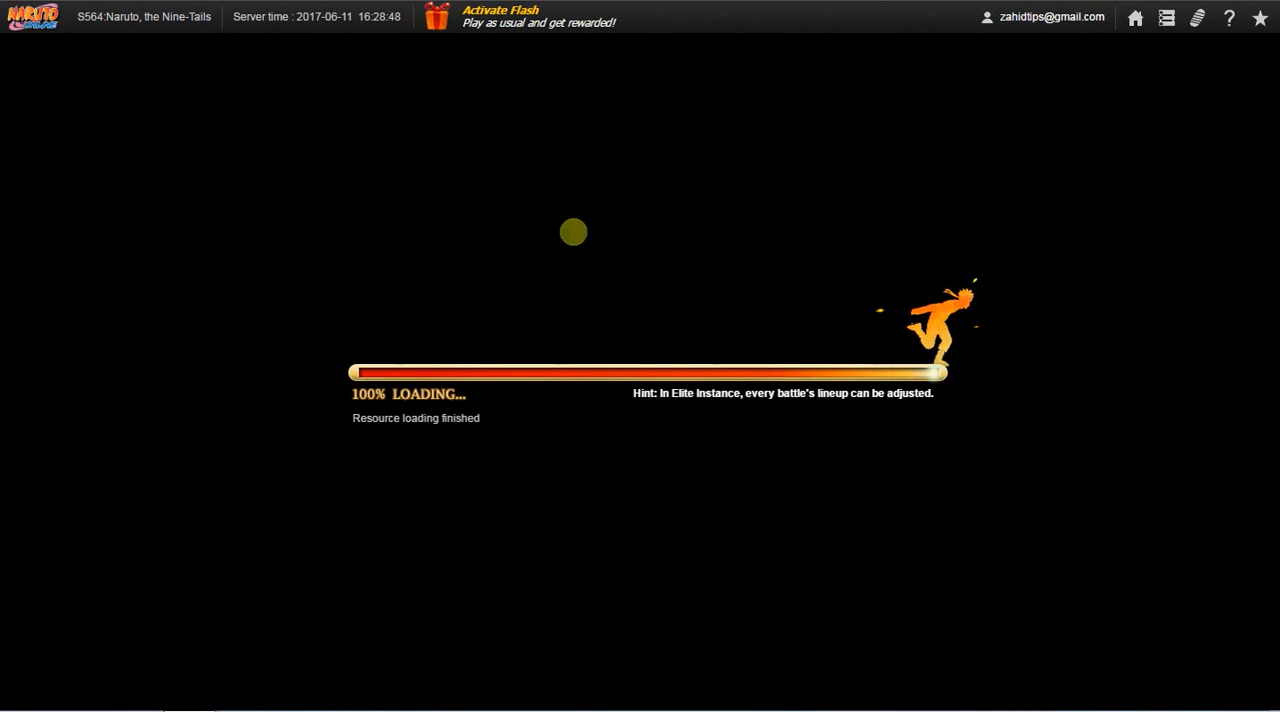 NARUTO
ONLINE
S564:Naruto, the Nine-Tails
Server time : 2017-06-11 16:28:48
Activate Flash
Play as usual and get rewarded!
zahidtips@gmail.com
?
100% LOADING...
Hint: In Elite Instance, every battle's lineup can be adjusted.
Resource loading finished